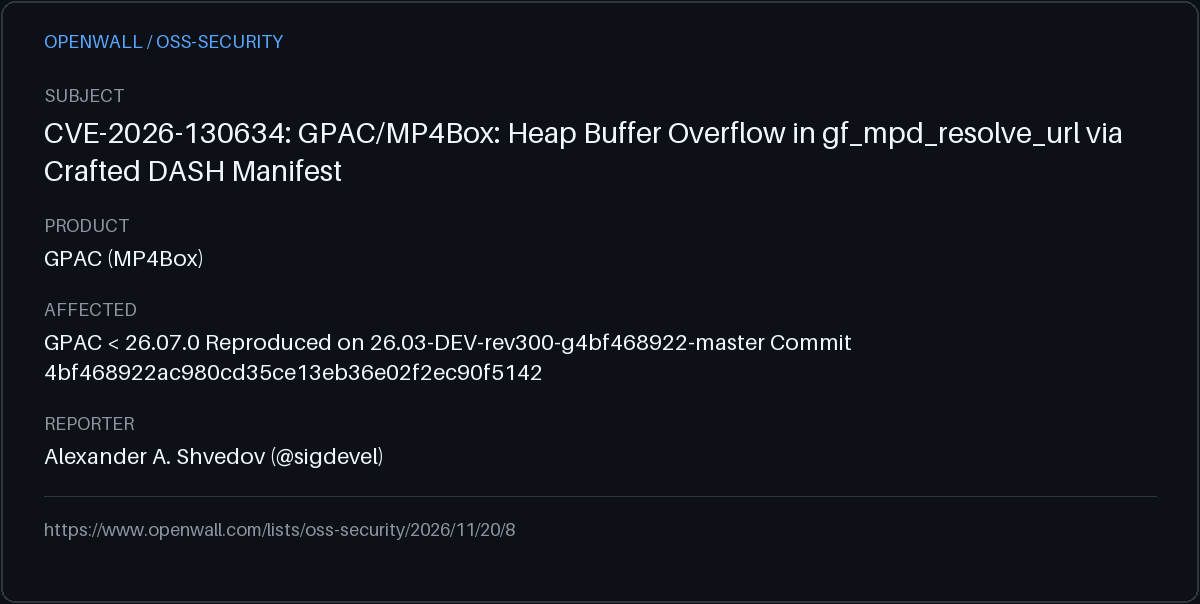 OPENWALL / OSS-SECURITY
SUBJECT
CVE-2026-130634: GPAC/MP4Box: Heap Buffer Overflow in gf_mpd_resolve_url via
Crafted DASH Manifest
PRODUCT
GPAC (MP4Box)
AFFECTED
GPAC < 26.07.0 Reproduced on 26.03-DEV-rev300-g4bf468922-master Commit
4bf468922ac980cd35ce13eb36e02f2ec90f5142
REPORTER
Alexander A. Shvedov (@sigdevel)
https://www.openwall.com/lists/oss-security/2026/11/20/8